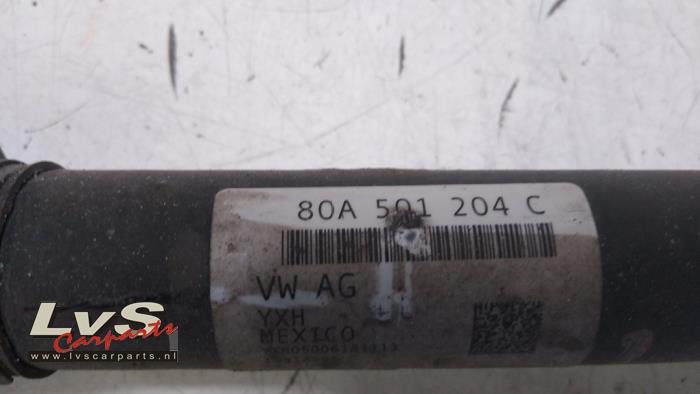 80A 501 204 C
VW AG
YXH
MEXICO
LvS
Carparts
www.lvscarparts.nl